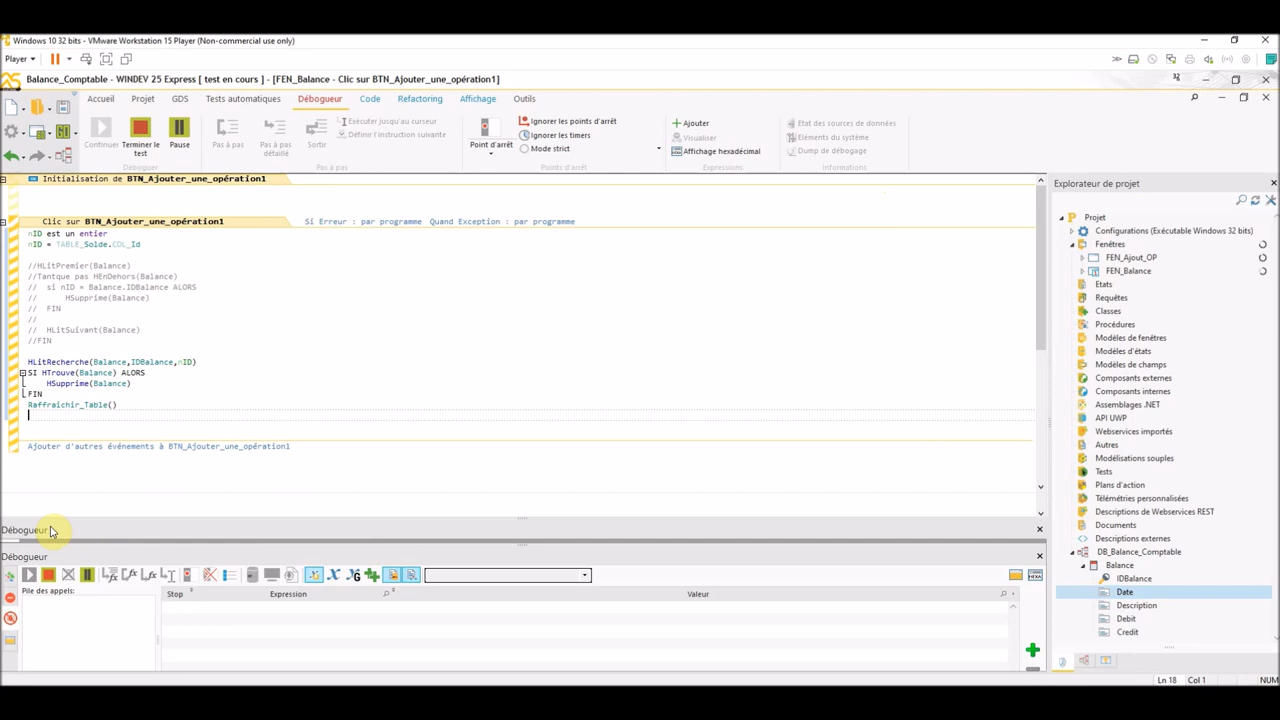 Windows 10 32 bits - VMware Workstation 15 Player (Non-commercial use only)
Player
Balance_Comptable - WINDEV 25 Express [ test en cours ] - [FEN_Balance - Clic sur BTN_Ajouter_une_opération1]
32
Accueil Projet GDS Tests automatiques Débogueur Code Refactoring Affichage Outils
Continuer
Terminer le test
Pause
Débogueur
Pas à pas
Pas à pas détaillé
Sortir
Exécuter jusqu'au curseur
Définir l'instruction suivante
Pas à pas
Point d'arrêt
Ignorer les points d'arrêt
Ignorer les timers
Mode strict
Points d'arrêt
Ajouter
Visualiser
Affichage hexadécimal
Expressions
Etat des sources de données
Eléments du système
Dump de débogage
Informations
Initialisation de BTN_Ajouter_une_opération1
Clic sur BTN_Ajouter_une_opération1 Si Erreur : par programme Quand Exception : par programme
nID est un entier
nID = TABLE_Solde.COL_Id
//HLitPremier(Balance)
//Tantque pas HEnDehors(Balance)
// si nID = Balance.IDBalance ALORS
// HSupprime(Balance)
// FIN
//
// HLitSuivant(Balance)
//FIN
HLitRecherche(Balance,IDBalance,nID)
SI HTrouve(Balance) ALORS
HSupprime(Balance)
FIN
Raffraichir_Table()
Ajouter d'autres événements à BTN_Ajouter_une_opération1
Débogueur
Débogueur
Pile des appels:
Stop Expression Valeur
HEXA
Explorateur de projet
Projet
Configurations (Exécutable Windows 32 bits)
Fenêtres
FEN_Ajout_OP
FEN_Balance
Etats
Requêtes
Classes
Procédures
Modèles de fenêtres
Modèles d'états
Modèles de champs
Composants externes
Composants internes
Assemblages .NET
API UWP
Webservices importés
Autres
Modélisations souples
Tests
Plans d'action
Télémétries personnalisées
Descriptions de Webservices REST
Documents
Descriptions externes
DB_Balance_Comptable
Balance
IDBalance
Date
Description
Debit
Credit
Ln 18 Col 1 NUM